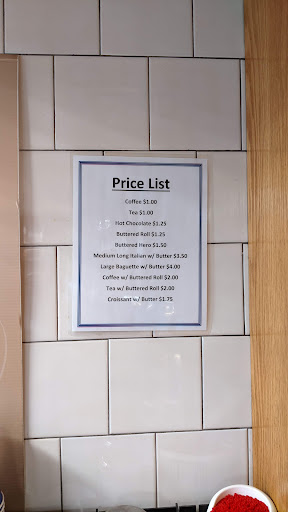 Price List
Coffee $1.00
Tea $1.00
Hot Chocolate $1.25
Buttered Roll $1.25
Buttered Hero $1.50
Medium Long Italian w/ Butter $3.50
Large Baguette w/ Butter $4.00
Coffee w/ Buttered Roll $2.00
Tea w/ Buttered Roll $2.00
Croissant w/ Butter $1.75